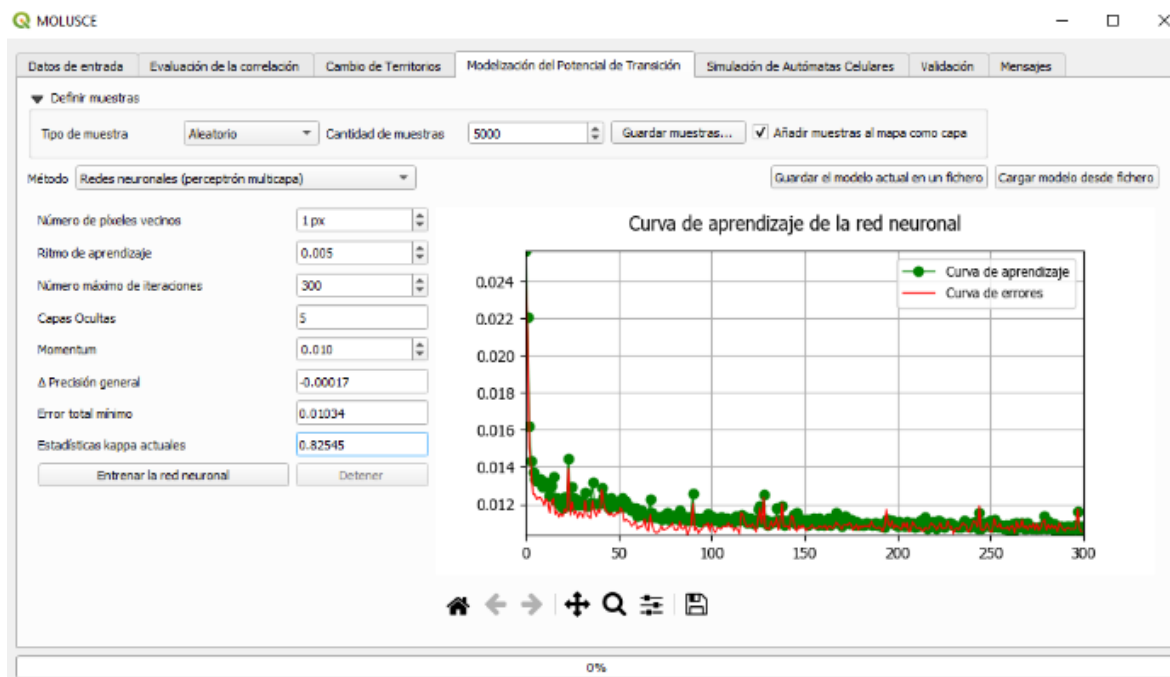 MOLUSCE
Datos de entrada Evaluación de la correlación Cambio de Territorios Modelización del Potencial de Transición Simulación de Autómatas Celulares Validación Mensajes
Definir muestras
Tipo de muestra Aleatorio Cantidad de muestras 5000 Guardar muestras... Añadir muestras al mapa como capa
Método Redes neuronales (perceptrón multicapa) Guardar el modelo actual en un fichero Cargar modelo desde fichero
Número de píxeles vecinos 1 px
Ritmo de aprendizaje 0.005
Número máximo de iteraciones 300
Capas Ocultas 5
Momentum 0.010
Δ Precisión general -0.00017
Error total mínimo 0.01034
Estadísticas kappa actuales 0.82545
Entrenar la red neuronal Detener
Curva de aprendizaje de la red neuronal
Curva de aprendizaje
Curva de errores
0.024
0.022
0.020
0.018
0.016
0.014
0.012
0 50 100 150 200 250 300
0%